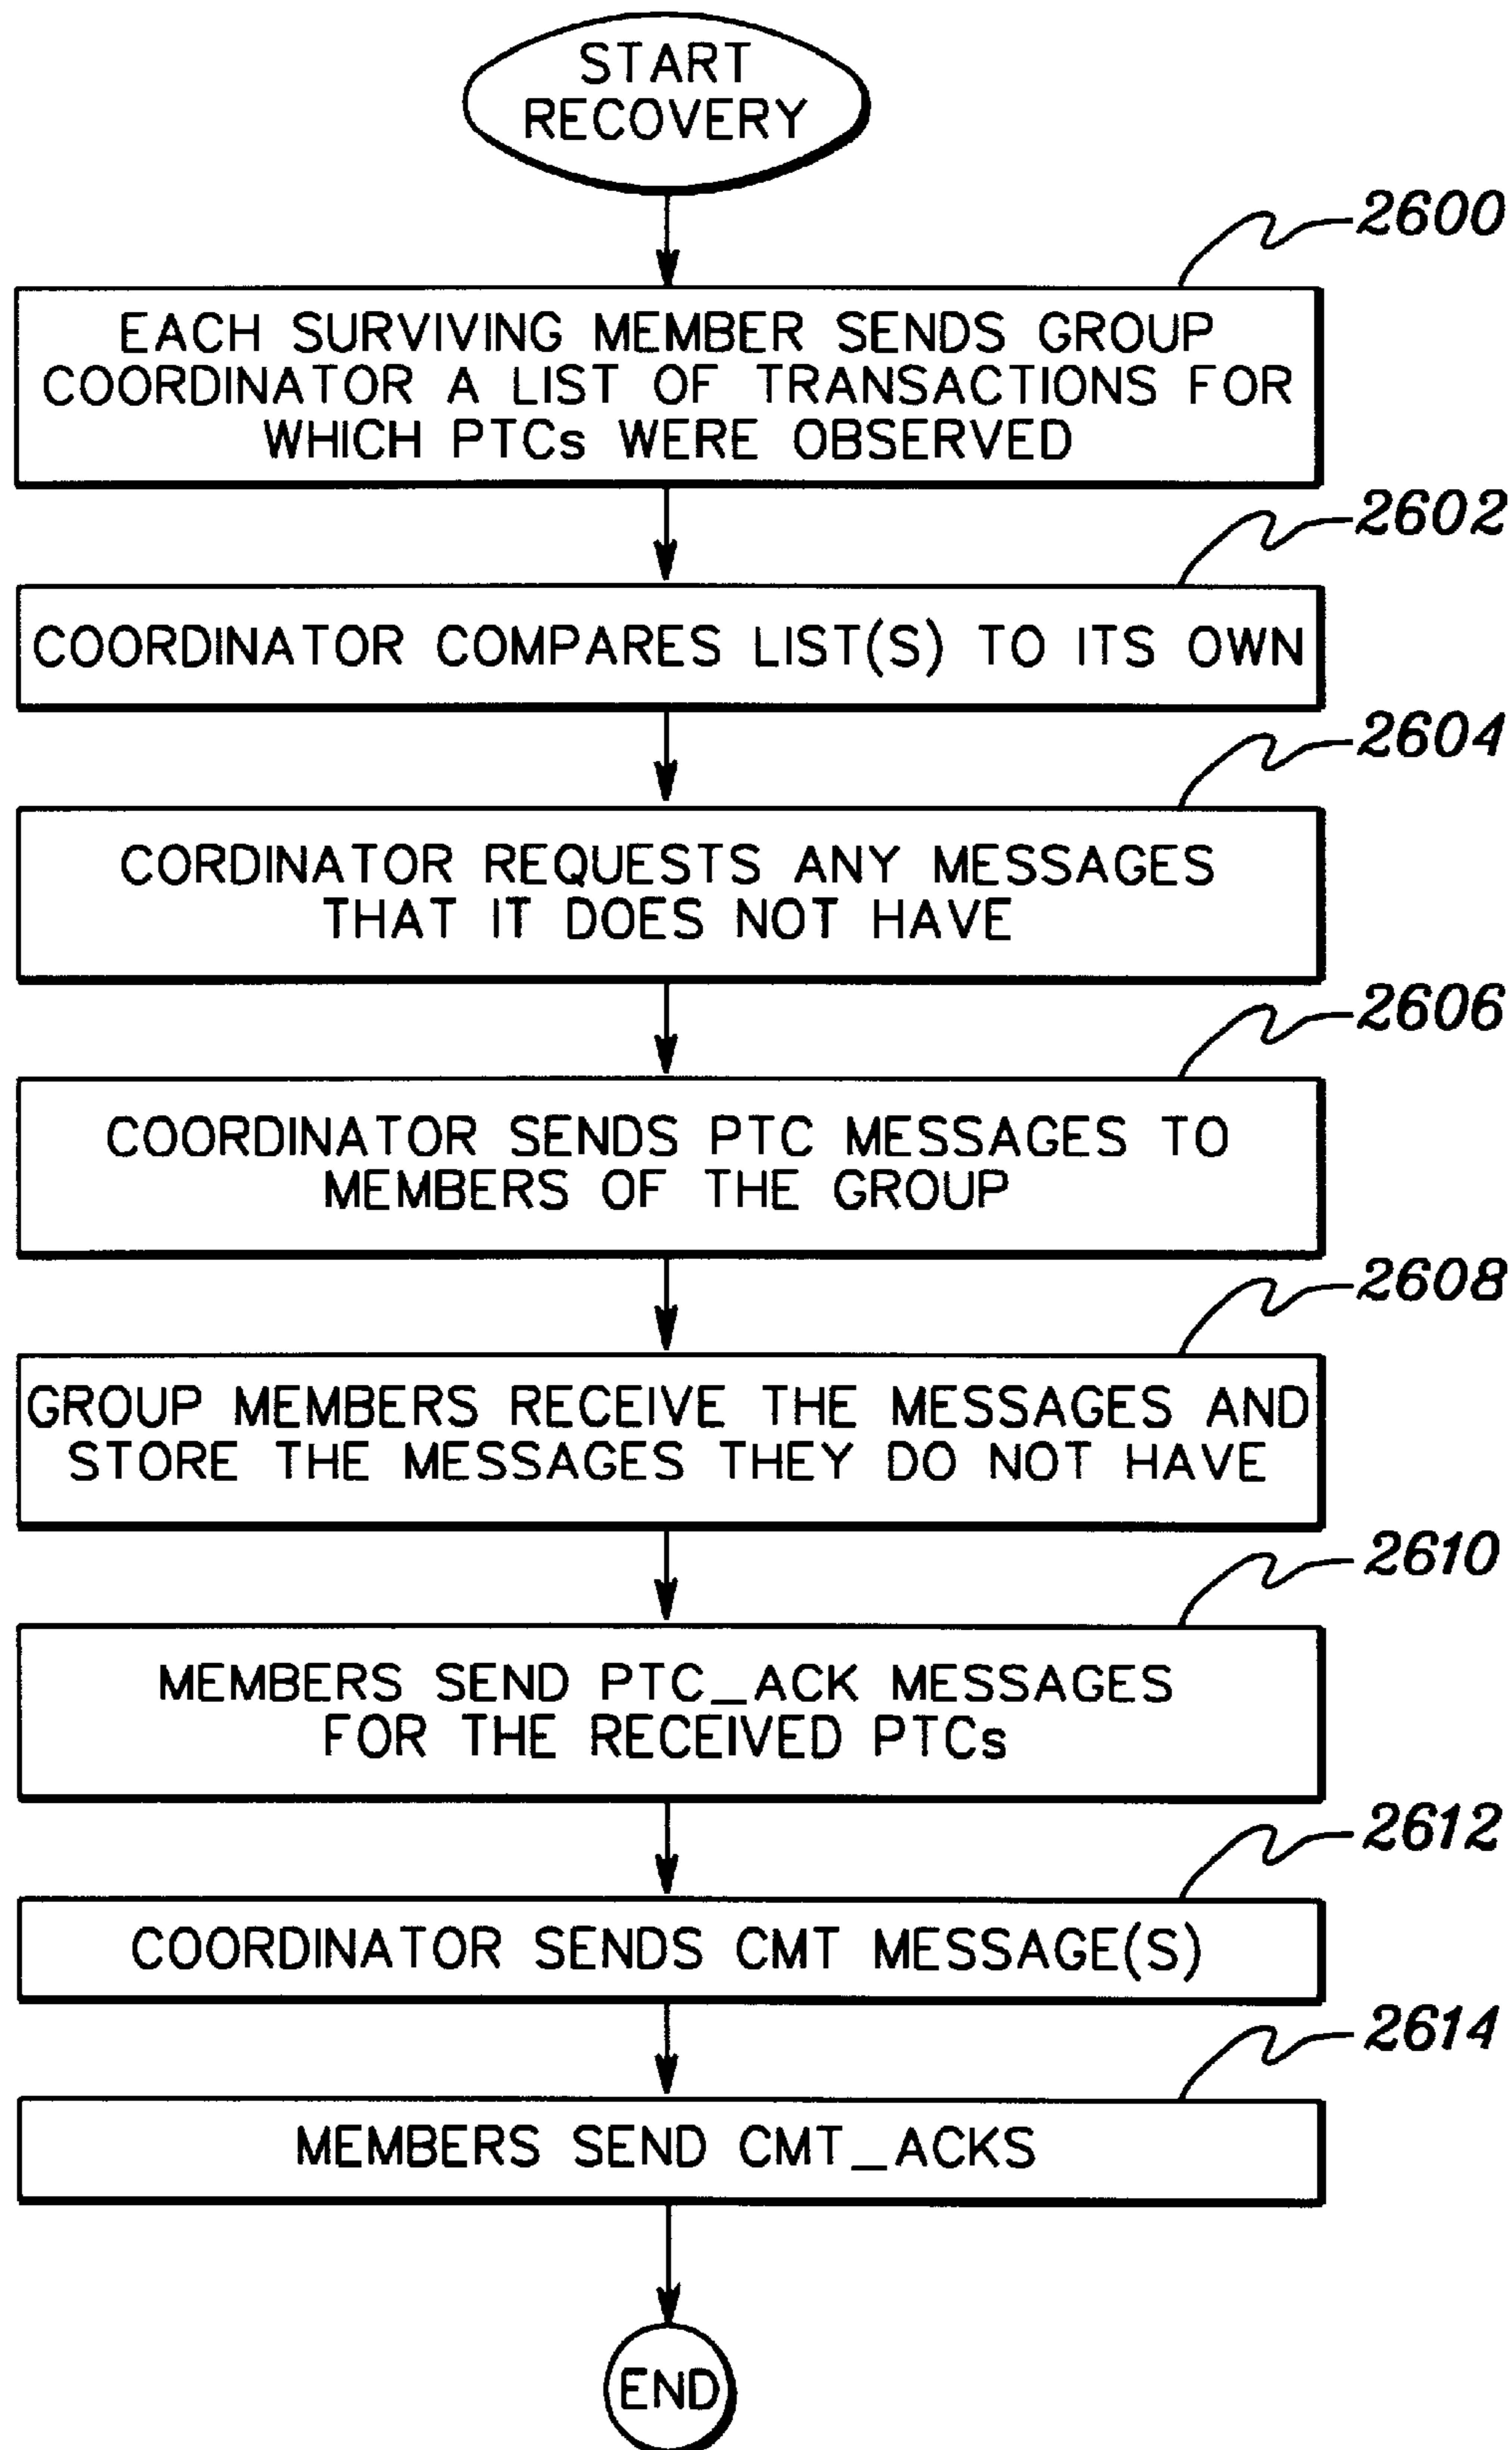 START
RECOVERY
2600
EACH SURVIVING MEMBER SENDS GROUP
COORDINATOR A LIST OF TRANSACTIONS FOR
WHICH PTCs WERE OBSERVED
2602
COORDINATOR COMPARES LIST(S) TO ITS OWN
2604
CORDINATOR REQUESTS ANY MESSAGES
THAT IT DOES NOT HAVE
2606
COORDINATOR SENDS PTC MESSAGES TO
MEMBERS OF THE GROUP
2608
GROUP MEMBERS RECEIVE THE MESSAGES AND
STORE THE MESSAGES THEY DO NOT HAVE
2610
MEMBERS SEND PTC_ACK MESSAGES
FOR THE RECEIVED PTCs
2612
COORDINATOR SENDS CMT MESSAGE(S)
2614
MEMBERS SEND CMT_ACKS
END